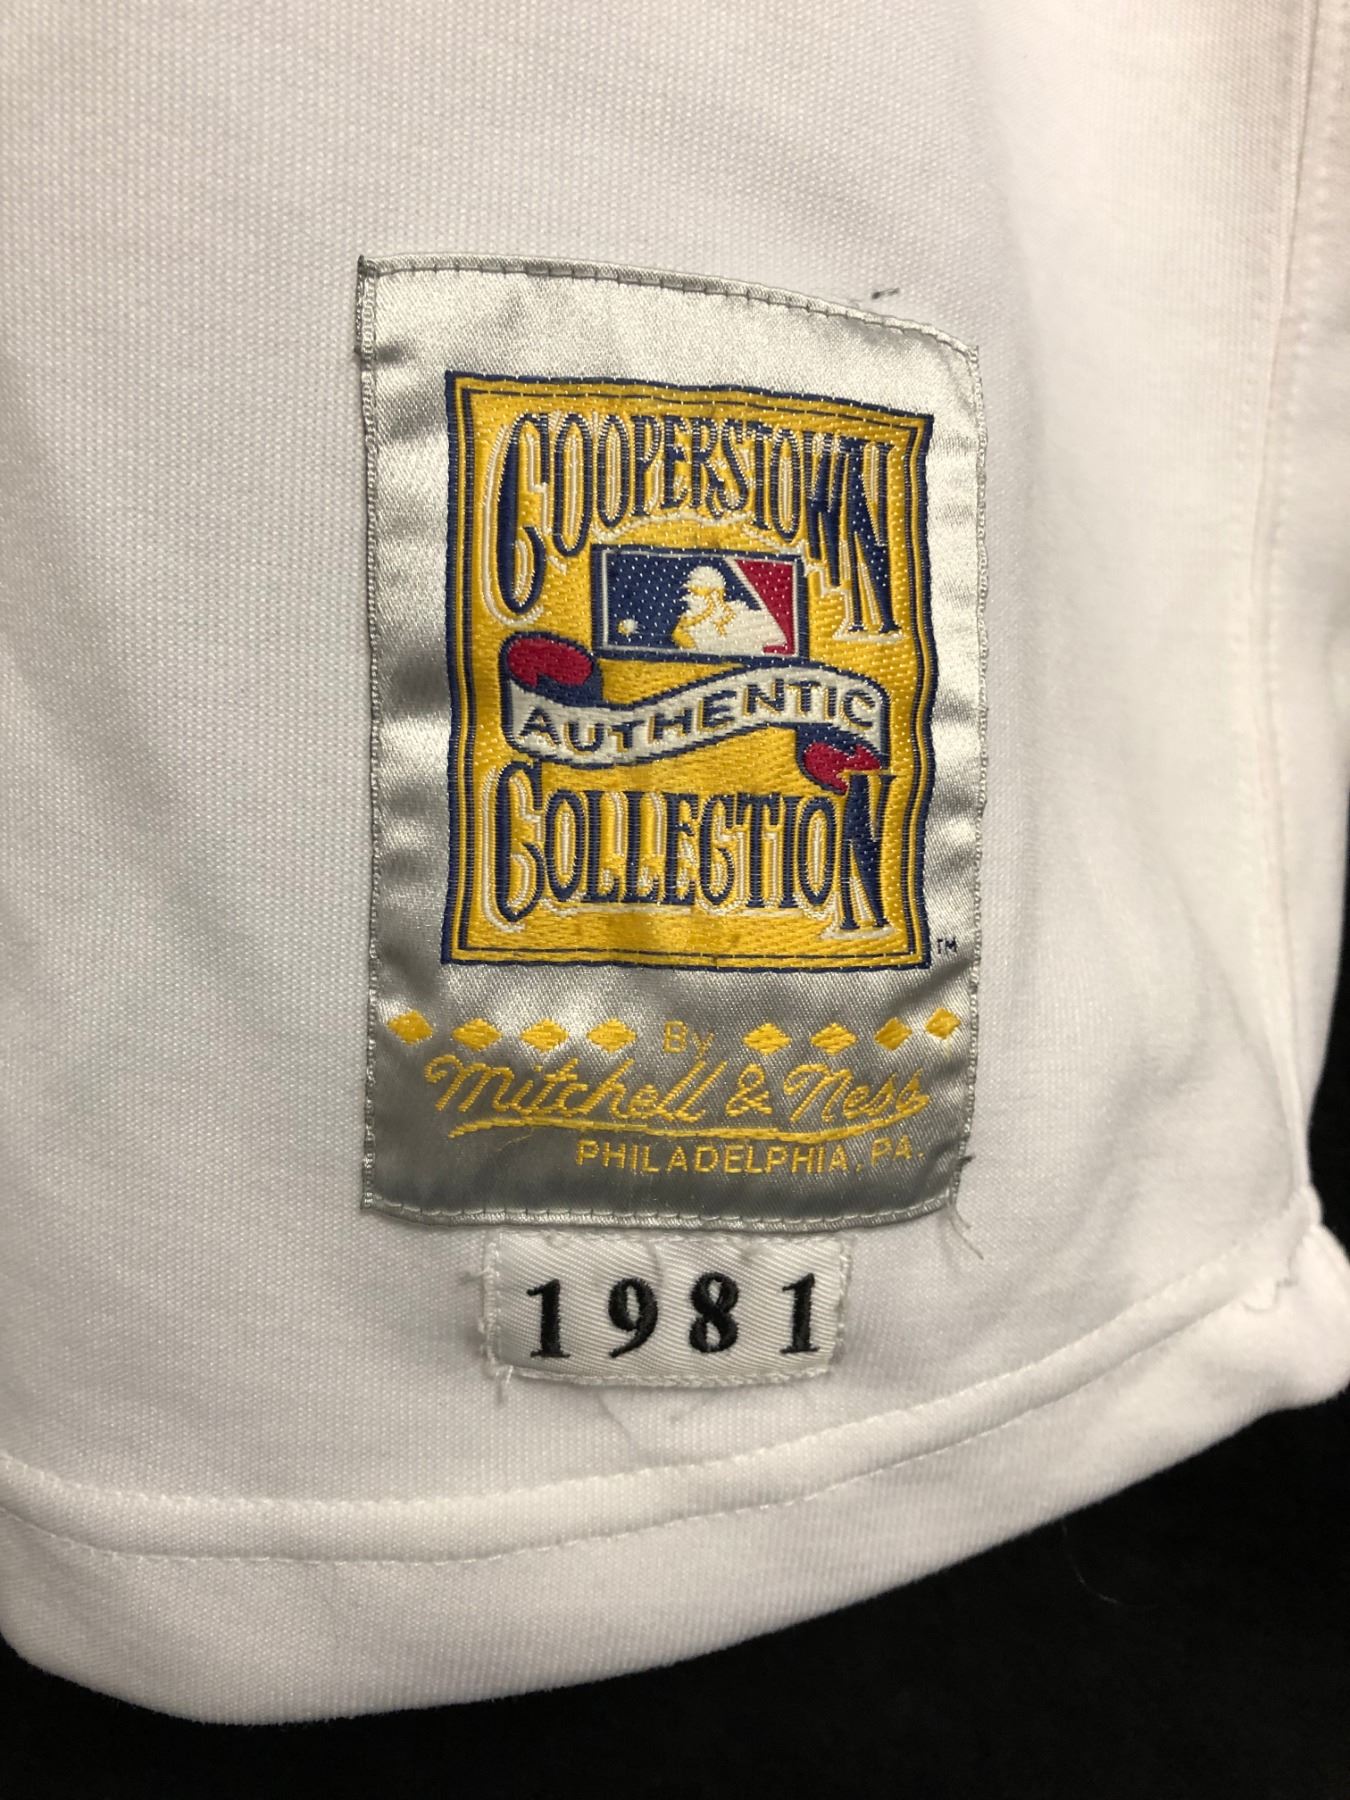 COOPERSTOWN
AUTHENTIC
COLLECTION
TM
By
Mitchell & Ness
PHILADELPHIA, PA.
1981